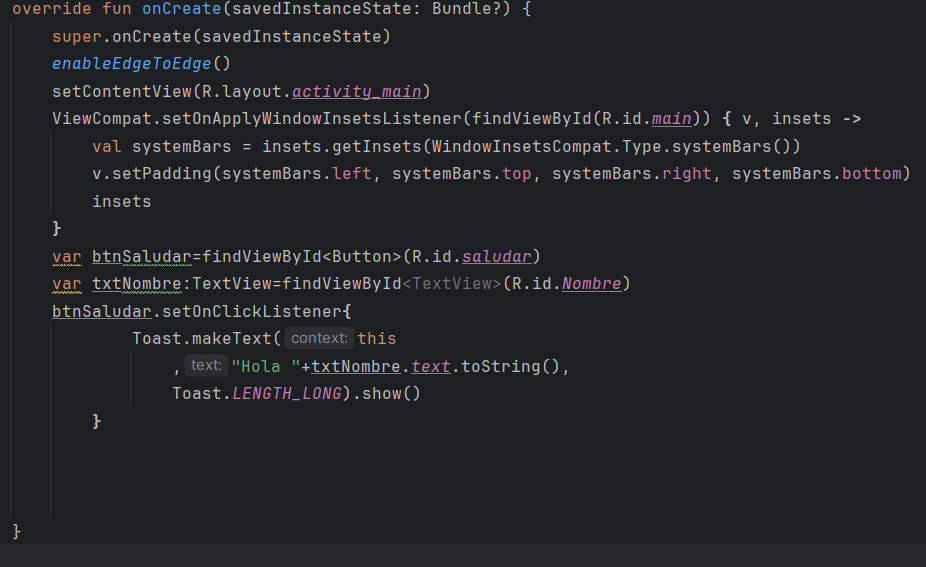 override fun onCreate(savedInstanceState: Bundle?) {
super.onCreate(savedInstanceState)
enableEdgeToEdge()
setContentView(R.layout.activity_main)
ViewCompat.setOnApplyWindowInsetsListener(findViewById(R.id.main)) { v, insets ->
val systemBars = insets.getInsets(WindowInsetsCompat.Type.systemBars())
v.setPadding(systemBars.left, systemBars.top, systemBars.right, systemBars.bottom)
insets
}
var btnSaludar=findViewById<Button>(R.id.saludar)
var txtNombre:TextView=findViewById<TextView>(R.id.Nombre)
btnSaludar.setOnClickListener{
Toast.makeText( context: this
, text: "Hola "+txtNombre.text.toString(),
Toast.LENGTH_LONG).show()
}
}